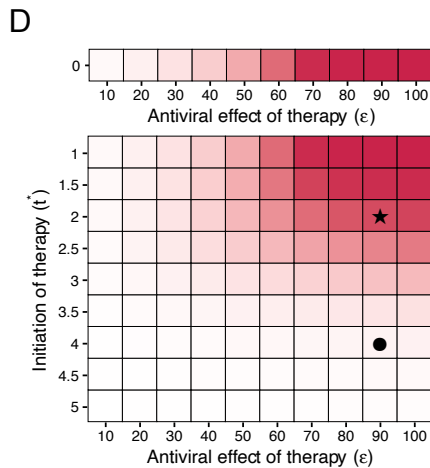 D
0
10 20 30 40 50 60 70 80 90 100
Antiviral effect of therapy (ε)
Initiation of therapy (t*)
1
1.5
2
2.5
3
3.5
4
4.5
5
10 20 30 40 50 60 70 80 90 100
Antiviral effect of therapy (ε)